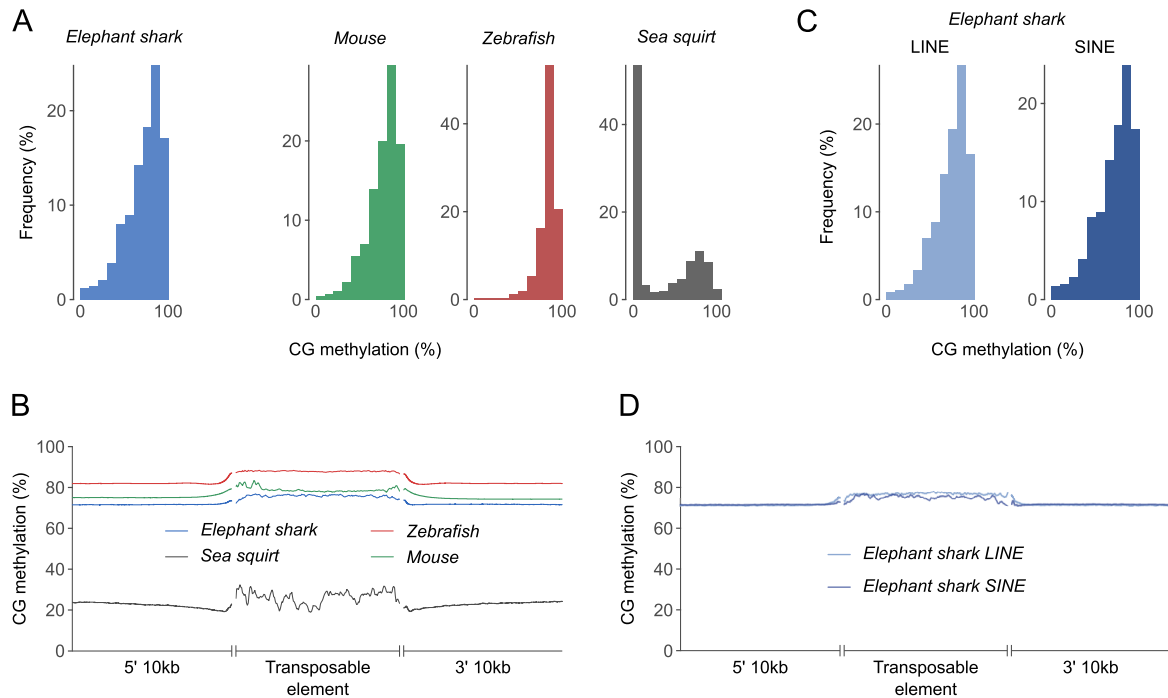 A
Elephant shark
Mouse
Zebrafish
Sea squirt
Frequency (%)
20
10
0
20
10
0
40
20
0
40
20
0
0 100
0 100
0 100
0 100
CG methylation (%)
C
Elephant shark
LINE
SINE
Frequency (%)
20
10
0
20
10
0
0 100
0 100
CG methylation (%)
B
CG methylation (%)
100
80
60
40
20
0
Elephant shark
Sea squirt
Zebrafish
Mouse
5' 10kb
Transposable
element
3' 10kb
D
CG methylation (%)
100
80
60
40
20
0
Elephant shark LINE
Elephant shark SINE
5' 10kb
Transposable
element
3' 10kb